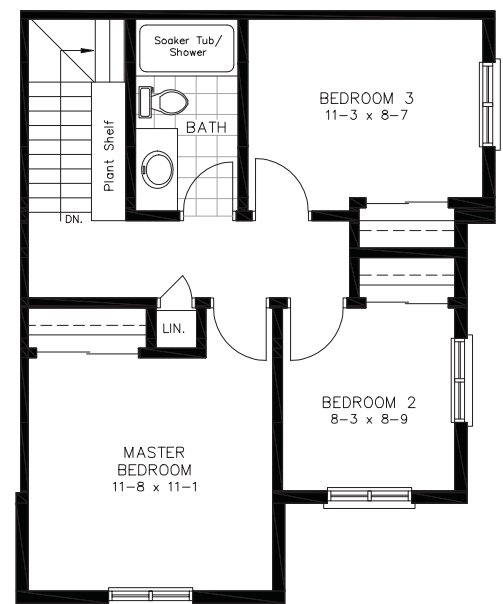 Soaker Tub/
Shower
BEDROOM 3
11-3 x 8-7
BATH
Plant Shelf
DN.
LIN.
BEDROOM 2
8-3 x 8-9
MASTER
BEDROOM
11-8 x 11-1